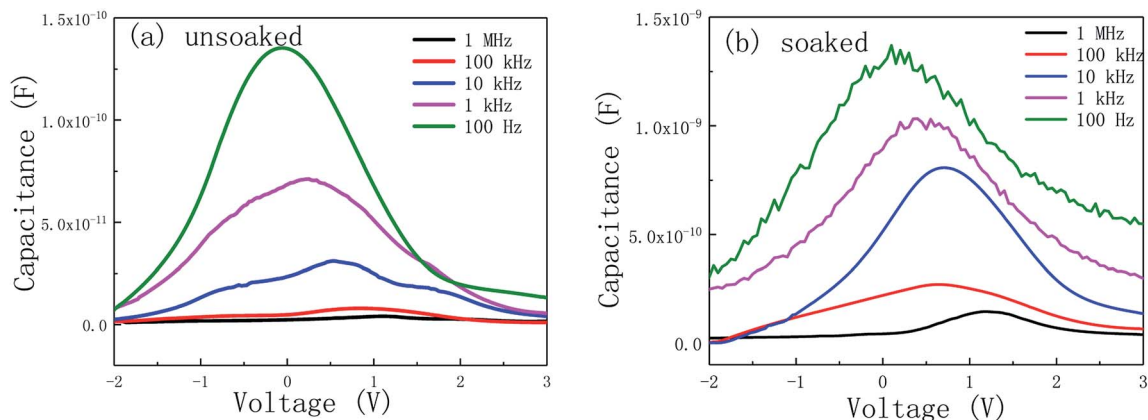 (a) unsoaked
1 MHz
100 kHz
10 kHz
1 kHz
100 Hz
1.5x10-10
1.0x10-10
5.0x10-11
0.0
Capacitance (F)
-2 -1 0 1 2 3
Voltage (V)
(b) soaked
1 MHz
100 kHz
10 kHz
1 kHz
100 Hz
1.5x10-9
1.0x10-9
5.0x10-10
0.0
Capacitance (F)
-2 -1 0 1 2 3
Voltage (V)